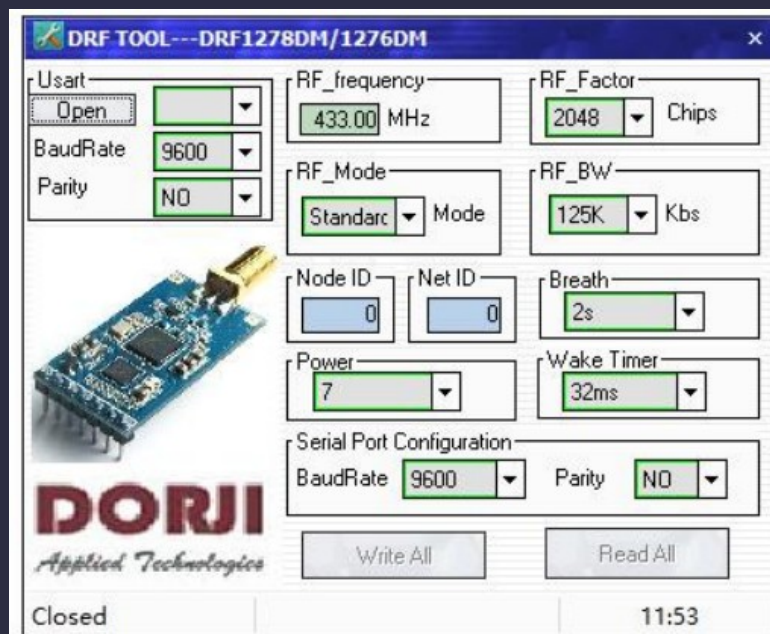 DRF TOOL---DRF1278DM/1276DM
Usart
Open
BaudRate 9600
Parity NO
RF_frequency
433.00 MHz
RF_Factor
2048 Chips
RF_Mode
Standard Mode
RF_BW
125K Kbs
Node ID
0
Net ID
0
Breath
2s
Power
7
Wake Timer
32ms
Serial Port Configuration
BaudRate 9600 Parity NO
DORJI
Applied Technologies
Write All
Read All
Closed
11:53